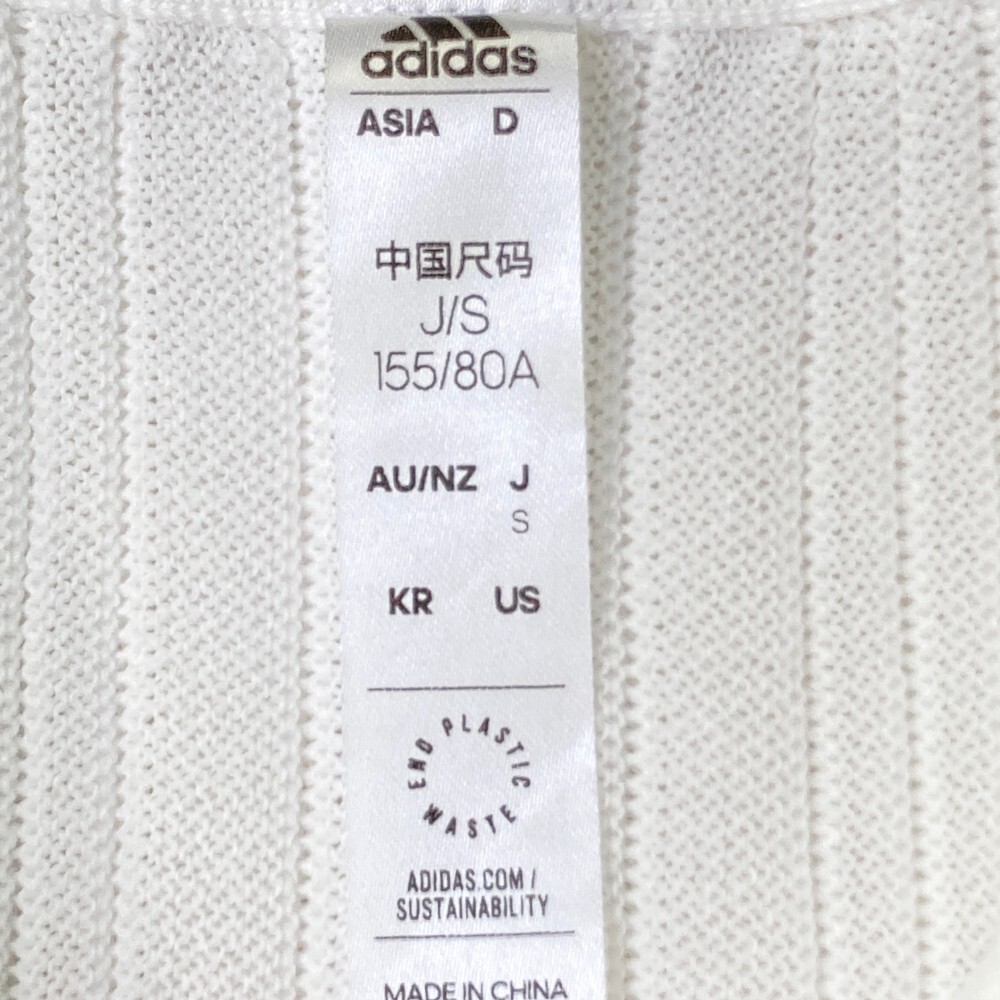 adidas
ASIA D
中国尺码
J/S
155/80A
AU/NZ J
S
KR US
END PLASTIC WASTE
ADIDAS.COM /
SUSTAINABILITY
MADE IN CHINA